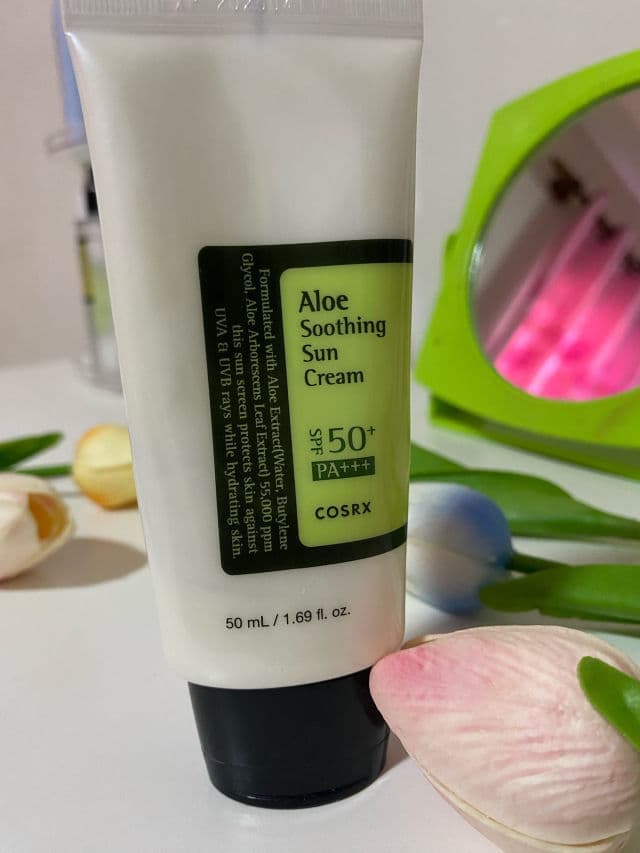 Aloe
Soothing
Sun
Cream
SPF 50+
PA+++
COSRX
Formulated with Aloe Extract(Water, Butylene
Glycol, Aloe Arborescens Leaf Extract) 55,000 ppm
this sun screen protects skin against
UVA & UVB rays while hydrating skin.
50 mL / 1.69 fl. oz.